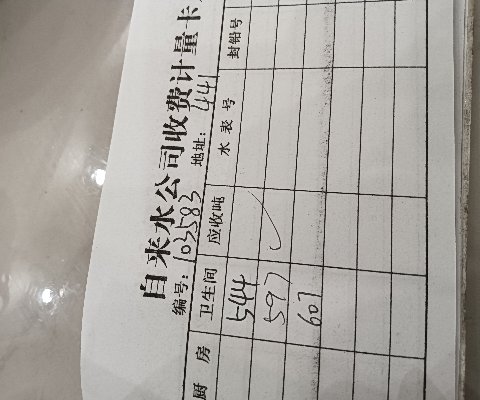 自来水公司收费计量卡
编号: 103583 地址: 441
厨房 卫生间 应收吨 水表号 封铅号
544
597
607